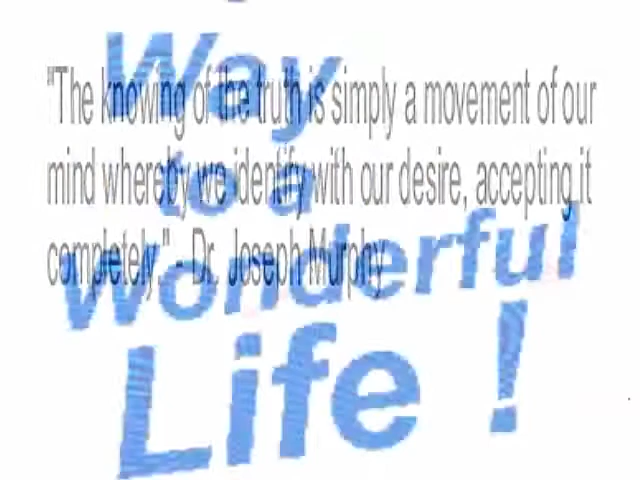 Way
"The knowing of the truth is simply a movement of our
mind whereby we identify with our desire, accepting it
to a
completely." - Dr. Joseph Murphy
Wonderful
Life !